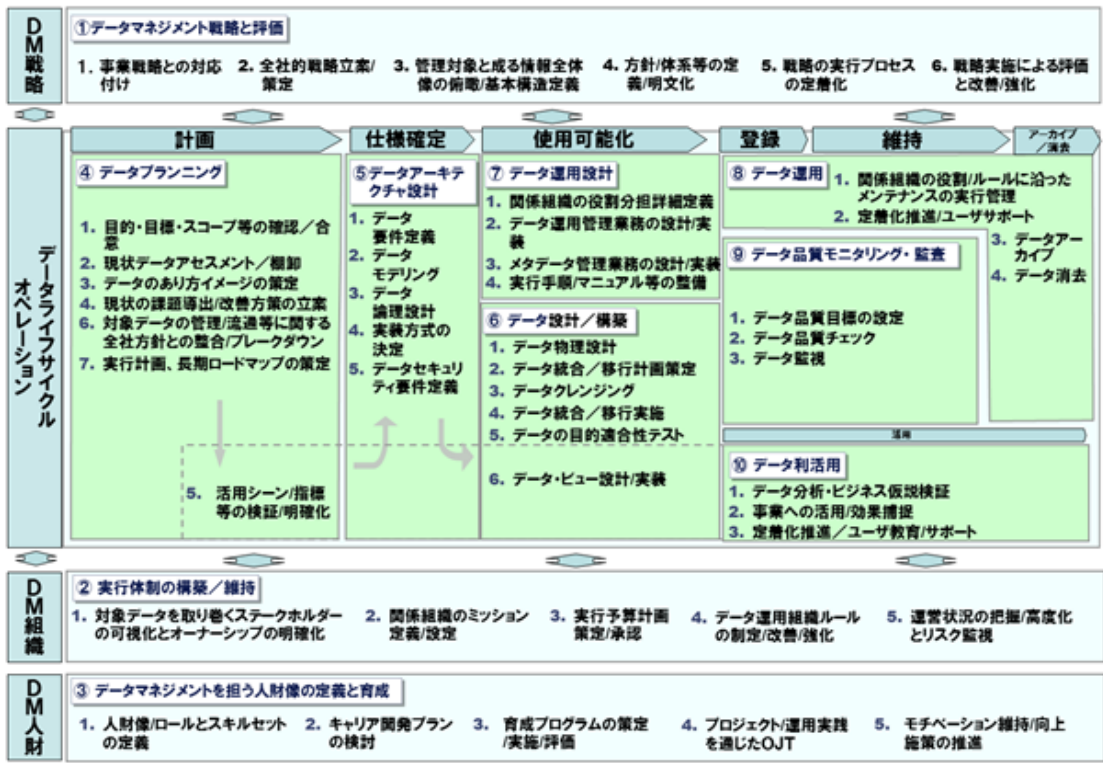 DM戦略
①データマネジメント戦略と評価
1. 事業戦略との対応
付け
2. 全社的戦略立案/
策定
3. 管理対象と成る情報全体
像の俯瞰/基本構造定義
4. 方針/体系等の定
義/明文化
5. 戦略の実行プロセス
の定着化
6. 戦略実施による評価
と改善/強化
データライフサイクル
オペレーション
計画
仕様確定
使用可能化
登録
維持
アーカイブ
/消去
④ データプランニング
1. 目的・目標・スコープ等の確認/合
意
2. 現状データアセスメント/棚卸
3. データのあり方イメージの策定
4. 現状の課題導出/改善方策の立案
6. 対象データの管理/流通等に関する
全社方針との整合/ブレークダウン
7. 実行計画、長期ロードマップの策定
5. 活用シーン/指標
等の検証/明確化
⑤データアーキテ
クチャ設計
1. データ
要件定義
2. データ
モデリング
3. データ
論理設計
4. 実装方式の
決定
5. データセキュリ
ティ要件定義
⑦ データ運用設計
1. 関係組織の役割分担詳細定義
2. データ運用管理業務の設計/実
装
3. メタデータ管理業務の設計/実装
4. 実行手順/マニュアル等の整備
⑥ データ設計/構築
1. データ物理設計
2. データ統合/移行計画策定
3. データクレンジング
4. データ統合/移行実施
5. データの目的適合性テスト
6. データ・ビュー設計/実装
⑧ データ運用
1. 関係組織の役割/ルールに沿った
メンテナンスの実行管理
2. 定着化推進/ユーザサポート
3. データアー
カイブ
4. データ消去
⑨ データ品質モニタリング・監査
1. データ品質目標の設定
2. データ品質チェック
3. データ監視
活用
⑩ データ利活用
1. データ分析・ビジネス仮説検証
2. 事業への活用/効果捕捉
3. 定着化推進/ユーザ教育/サポート
DM組織
② 実行体制の構築/維持
1. 対象データを取り巻くステークホルダー
の可視化とオーナーシップの明確化
2. 関係組織のミッション
定義/設定
3. 実行予算計画
策定/承認
4. データ運用組織ルール
の制定/改善/強化
5. 運営状況の把握/高度化
とリスク監視
DM人財
③ データマネジメントを担う人財像の定義と育成
1. 人財像/ロールとスキルセット
の定義
2. キャリア開発プラン
の検討
3. 育成プログラムの策定
/実施/評価
4. プロジェクト/運用実践
を通じたOJT
5. モチベーション維持/向上
施策の推進